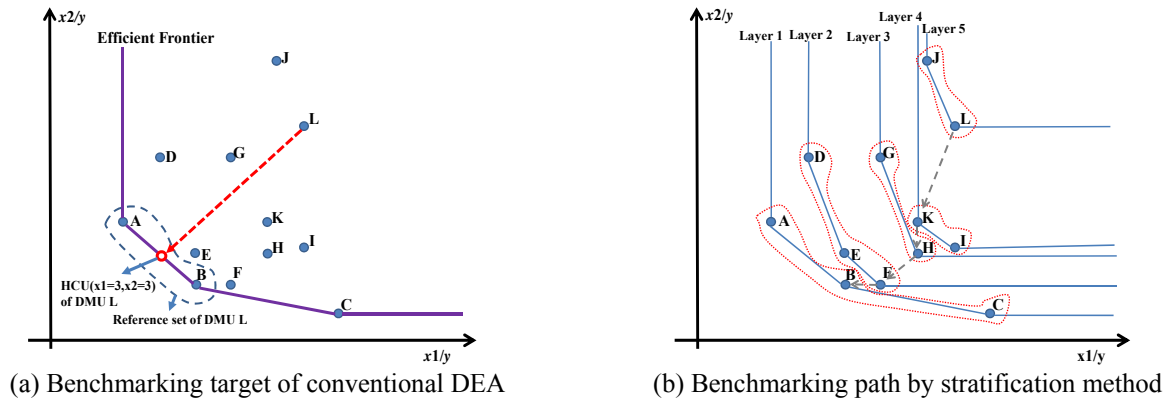 x2/y
Efficient Frontier
J
L
D
G
A
K
E
H
I
B
F
HCU(x1=3,x2=3)
of DMU L
Reference set of DMU L
C
x1/y
(a) Benchmarking target of conventional DEA
x2/y
Layer 4
Layer 1
Layer 2
Layer 3
Layer 5
J
L
D
G
A
K
E
H
I
B
F
C
x1/y
(b) Benchmarking path by stratification method